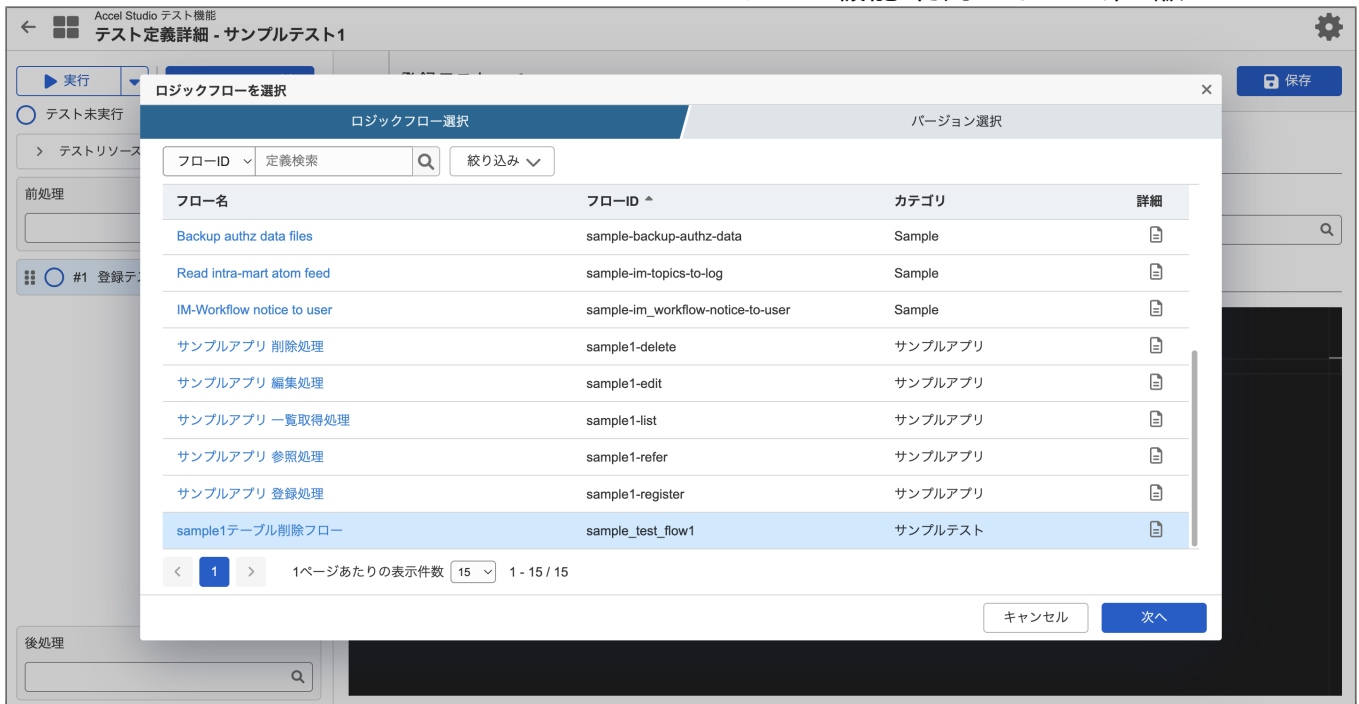 Accel Studio テスト機能
テスト定義詳細 - サンプルテスト1
実行
保存
テスト未実行
テストリソース
前処理
#1 登録テ
後処理
ロジックフローを選択
ロジックフロー選択
バージョン選択
フローID 定義検索 絞り込み
フロー名 フローID カテゴリ 詳細
Backup authz data files sample-backup-authz-data Sample
Read intra-mart atom feed sample-im-topics-to-log Sample
IM-Workflow notice to user sample-im_workflow-notice-to-user Sample
サンプルアプリ 削除処理 sample1-delete サンプルアプリ
サンプルアプリ 編集処理 sample1-edit サンプルアプリ
サンプルアプリ 一覧取得処理 sample1-list サンプルアプリ
サンプルアプリ 参照処理 sample1-refer サンプルアプリ
サンプルアプリ 登録処理 sample1-register サンプルアプリ
sample1テーブル削除フロー sample_test_flow1 サンプルテスト
1 1ページあたりの表示件数 15 1 - 15 / 15
キャンセル 次へ